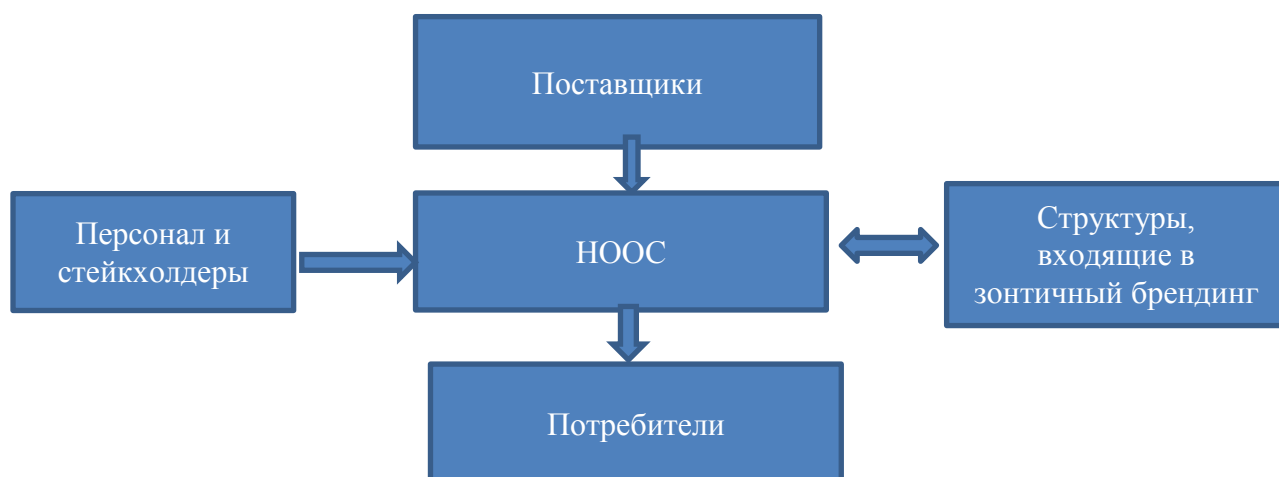 Поставщики
Персонал и
стейкхолдеры
НООС
Структуры,
входящие в
зонтичный брендинг
Потребители